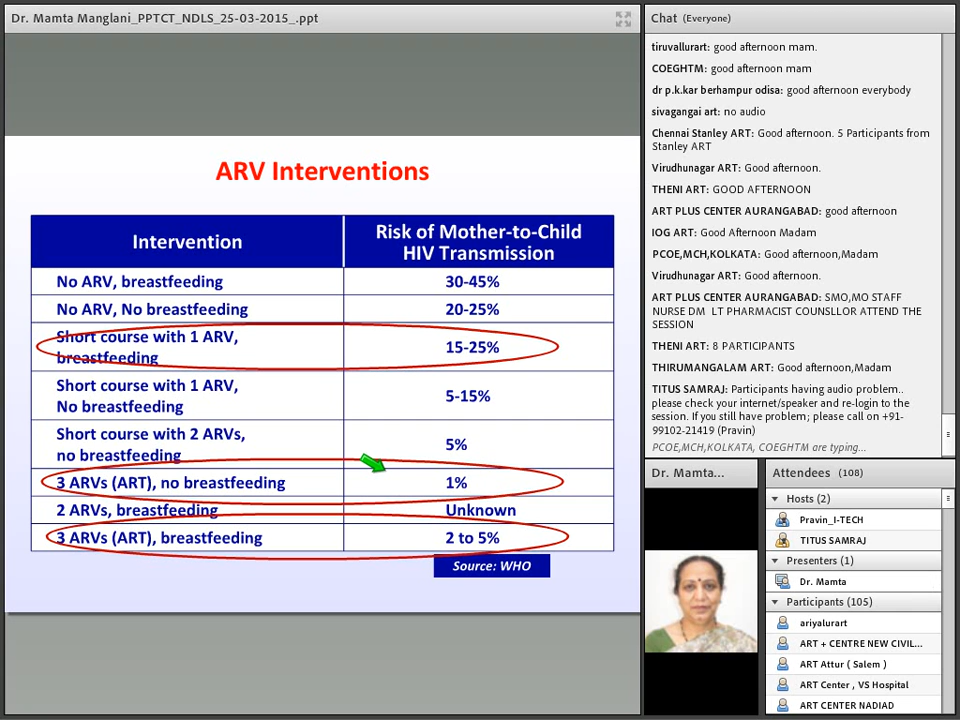 Dr. Mamta Manglani_PPTCT_NDLS_25-03-2015_.ppt
ARV Interventions
Intervention
Risk of Mother-to-Child
HIV Transmission
No ARV, breastfeeding
30-45%
No ARV, No breastfeeding
20-25%
Short course with 1 ARV,
breastfeeding
15-25%
Short course with 1 ARV,
No breastfeeding
5-15%
Short course with 2 ARVs,
no breastfeeding
5%
3 ARVs (ART), no breastfeeding
1%
2 ARVs, breastfeeding
Unknown
3 ARVs (ART), breastfeeding
2 to 5%
Source: WHO
Chat (Everyone)
tiruvallurart: good afternoon mam.
COEGHTM: good afternoon mam
dr p.k.kar berhampur odisa: good afternoon everybody
sivagangai art: no audio
Chennai Stanley ART: Good afternoon. 5 Participants from
Stanley ART
Virudhunagar ART: Good afternoon.
THENI ART: GOOD AFTERNOON
ART PLUS CENTER AURANGABAD: good afternoon
IOG ART: Good Afternoon Madam
PCOE,MCH,KOLKATA: Good afternoon,Madam
Virudhunagar ART: Good afternoon.
ART PLUS CENTER AURANGABAD: SMO,MO STAFF
NURSE DM LT PHARMACIST COUNSLLOR ATTEND THE
SESSION
THENI ART: 8 PARTICIPANTS
THIRUMANGALAM ART: Good afternoon,Madam
TITUS SAMRAJ: Participants having audio problem..
please check your internet/speaker and re-login to the
session. If you still have problem; please call on +91-
99102-21419 (Pravin)
PCOE,MCH,KOLKATA, COEGHTM are typing...
Dr. Mamta...
Attendees (108)
Hosts (2)
Pravin_I-TECH
TITUS SAMRAJ
Presenters (1)
Dr. Mamta
Participants (105)
ariyalurart
ART + CENTRE NEW CIVIL...
ART Attur ( Salem )
ART Center , VS Hospital
ART CENTER NADIAD